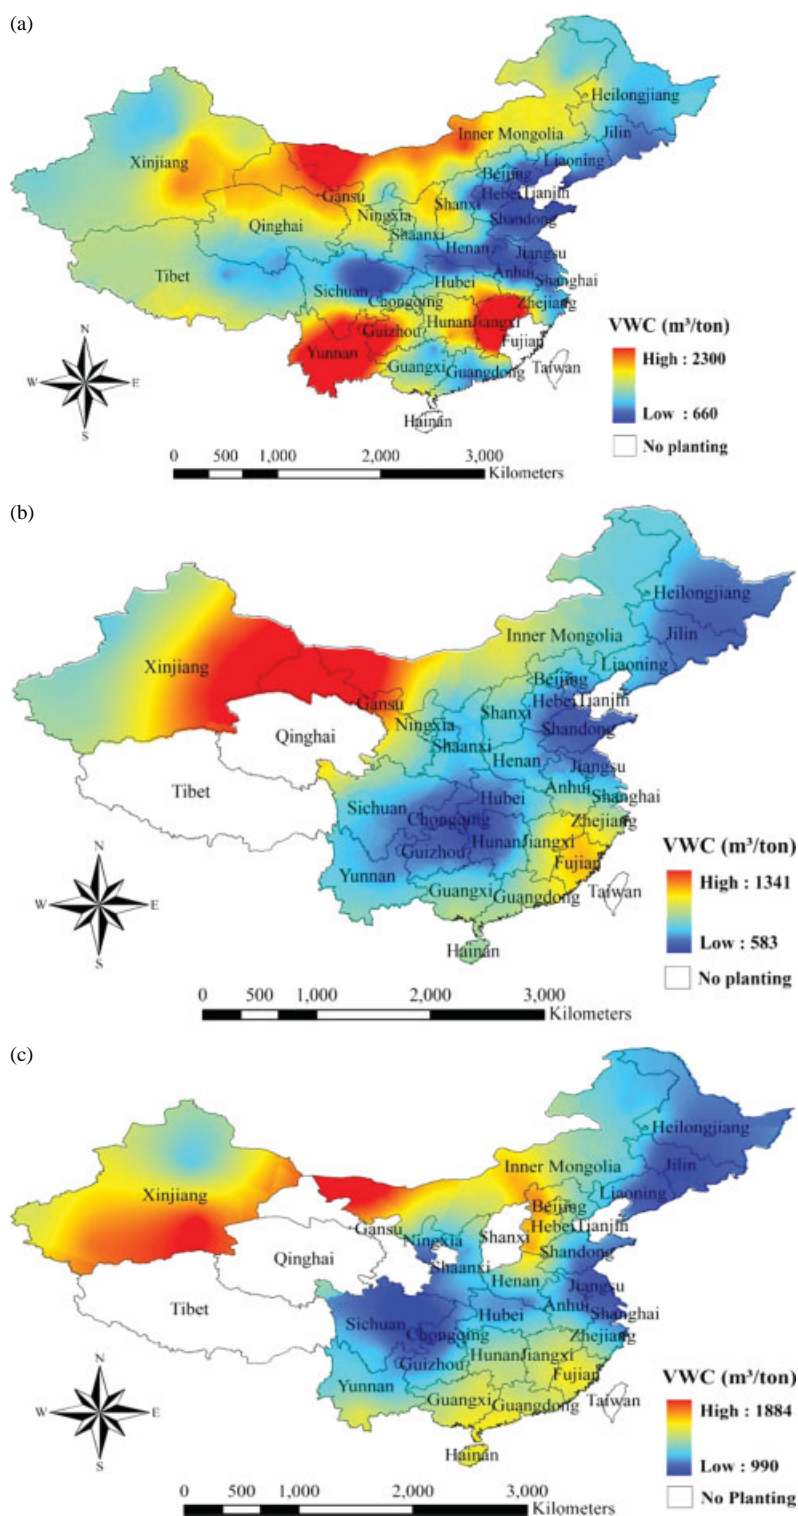 (a)
Heilongjiang
Inner Mongolia
Jilin
Liaoning
Xinjiang
Beijing
Gansu
Hebei Tianjin
Shanxi
Ningxia
Shandong
Qinghai
Shaanxi
Henan
Jiangsu
Tibet
Anhui
Hubei
Shanghai
Sichuan
Chongqing
Zhejiang
Hunan Jiangxi
Guizhou
Fujian
Yunnan
Guangxi
Guangdong
Taiwan
Hainan
N
W E
S
VWC (m³/ton)
High : 2300
Low : 660
No planting
0 500 1,000 2,000 3,000
Kilometers
(b)
Heilongjiang
Inner Mongolia
Jilin
Liaoning
Xinjiang
Beijing
Gansu
Hebei Tianjin
Ningxia
Shanxi
Qinghai
Shandong
Shaanxi
Henan
Jiangsu
Tibet
Anhui
Sichuan
Hubei
Shanghai
Chongqing
Zhejiang
Hunan Jiangxi
Guizhou
Fujian
Yunnan
Guangxi
Guangdong
Taiwan
Hainan
N
W E
S
VWC (m³/ton)
High : 1341
Low : 583
No planting
0 500 1,000 2,000 3,000
Kilometers
(c)
Heilongjiang
Inner Mongolia
Jilin
Liaoning
Xinjiang
Beijing
Gansu
Hebei Tianjin
Ningxia
Shanxi
Qinghai
Shandong
Shaanxi
Henan
Jiangsu
Tibet
Anhui
Sichuan
Hubei
Shanghai
Chongqing
Zhejiang
Hunan Jiangxi
Guizhou
Fujian
Yunnan
Guangxi
Guangdong
Taiwan
Hainan
N
W E
S
VWC (m³/ton)
High : 1884
Low : 990
No Planting
0 500 1,000 2,000 3,000
Kilometers